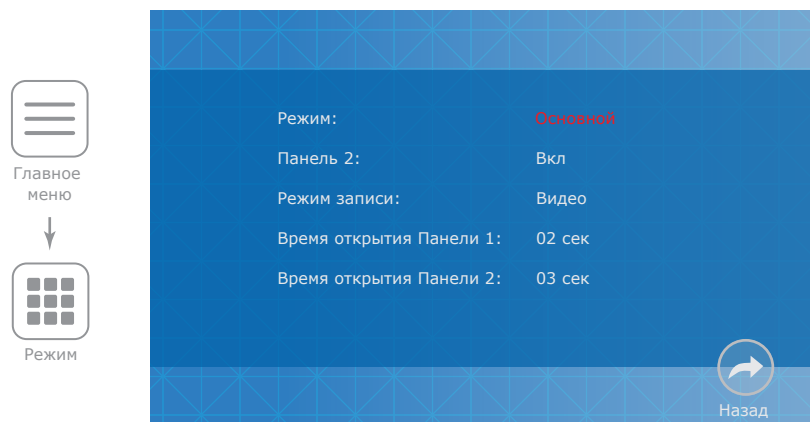 Главное
меню
Режим
Режим: Основной
Панель 2: Вкл
Режим записи: Видео
Время открытия Панели 1: 02 сек
Время открытия Панели 2: 03 сек
Назад